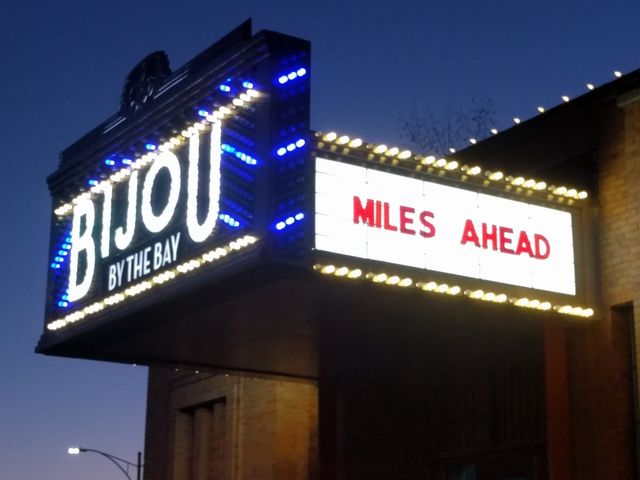 BIJOU
BY THE BAY
MILES AHEAD